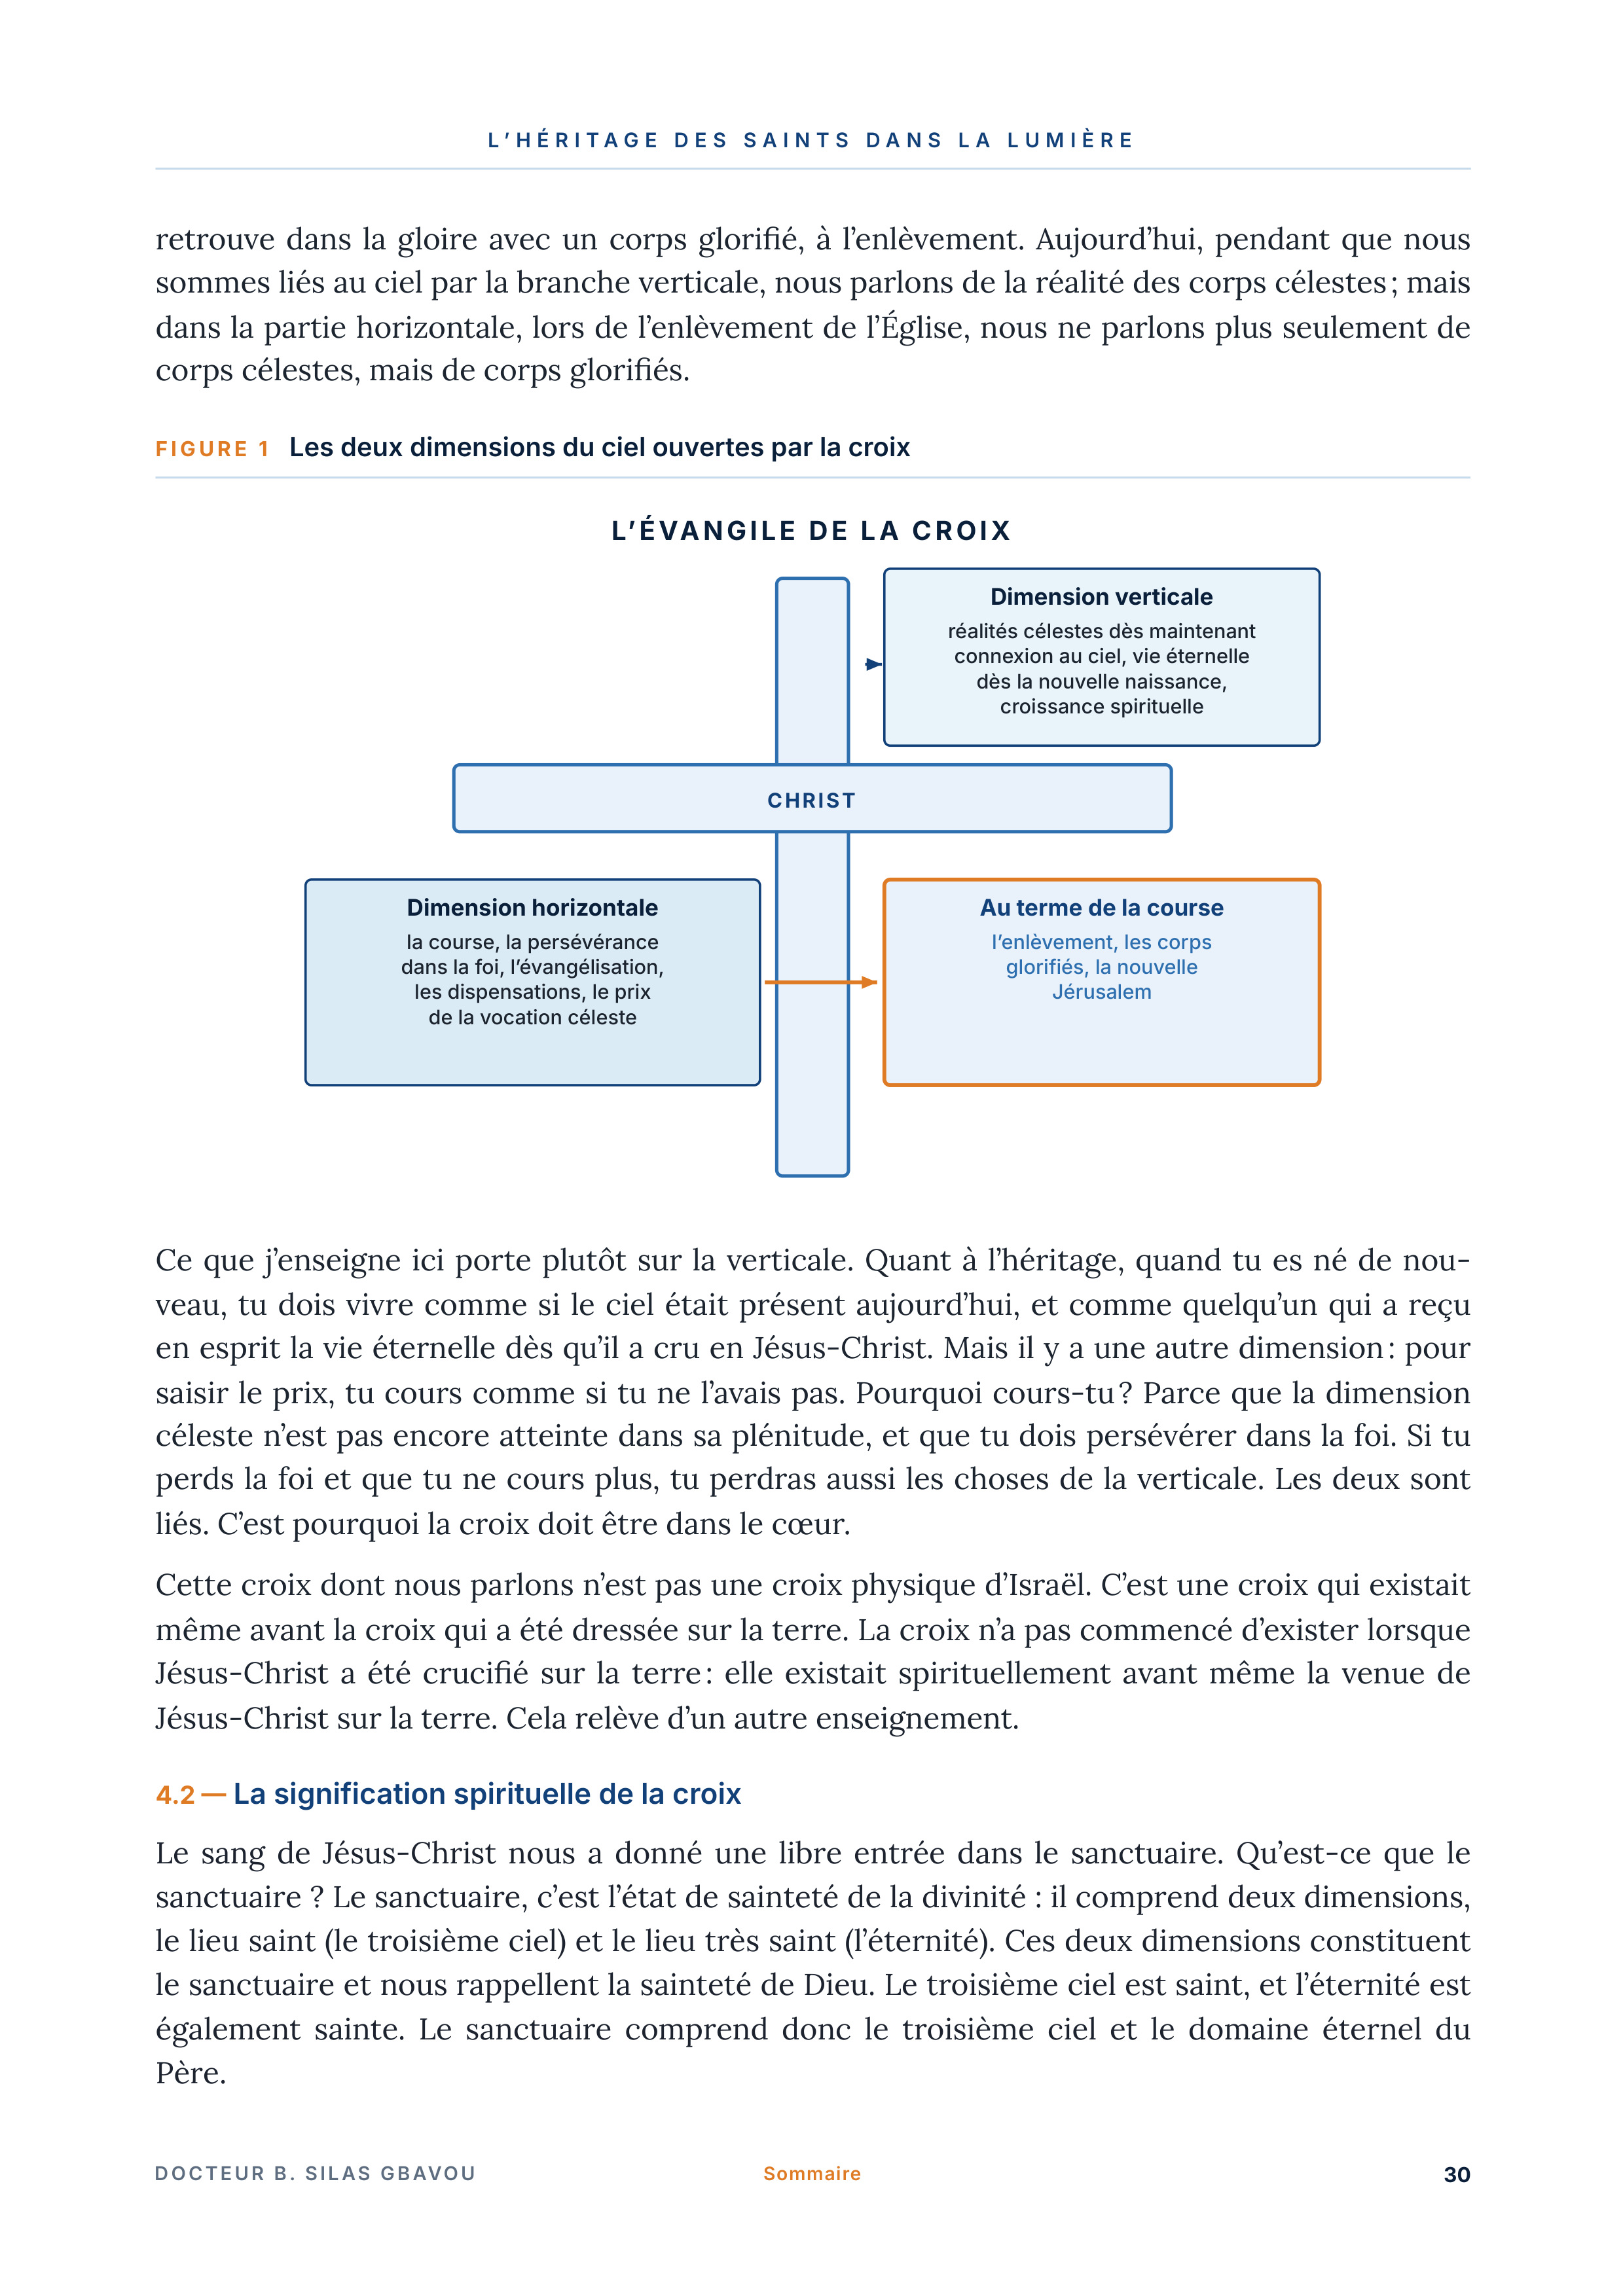 L’HÉRITAGE DES SAINTS DANS LA LUMIÈRE
retrouve dans la gloire avec un corps glorifié, à l’enlèvement. Aujourd’hui, pendant que nous
sommes liés au ciel par la branche verticale, nous parlons de la réalité des corps célestes ; mais
dans la partie horizontale, lors de l’enlèvement de l’Église, nous ne parlons plus seulement de
corps célestes, mais de corps glorifiés.
FIGURE 1 Les deux dimensions du ciel ouvertes par la croix
L’ÉVANGILE DE LA CROIX
Dimension verticale
réalités célestes dès maintenant
connexion au ciel, vie éternelle
dès la nouvelle naissance,
croissance spirituelle
CHRIST
Dimension horizontale
la course, la persévérance
dans la foi, l’évangélisation,
les dispensations, le prix
de la vocation céleste
Au terme de la course
l’enlèvement, les corps
glorifiés, la nouvelle
Jérusalem
Ce que j’enseigne ici porte plutôt sur la verticale. Quant à l’héritage, quand tu es né de nou-
veau, tu dois vivre comme si le ciel était présent aujourd’hui, et comme quelqu’un qui a reçu
en esprit la vie éternelle dès qu’il a cru en Jésus-Christ. Mais il y a une autre dimension : pour
saisir le prix, tu cours comme si tu ne l’avais pas. Pourquoi cours-tu ? Parce que la dimension
céleste n’est pas encore atteinte dans sa plénitude, et que tu dois persévérer dans la foi. Si tu
perds la foi et que tu ne cours plus, tu perdras aussi les choses de la verticale. Les deux sont
liés. C’est pourquoi la croix doit être dans le cœur.
Cette croix dont nous parlons n’est pas une croix physique d’Israël. C’est une croix qui existait
même avant la croix qui a été dressée sur la terre. La croix n’a pas commencé d’exister lorsque
Jésus-Christ a été crucifié sur la terre : elle existait spirituellement avant même la venue de
Jésus-Christ sur la terre. Cela relève d’un autre enseignement.
4.2 — La signification spirituelle de la croix
Le sang de Jésus-Christ nous a donné une libre entrée dans le sanctuaire. Qu’est-ce que le
sanctuaire ? Le sanctuaire, c’est l’état de sainteté de la divinité : il comprend deux dimensions,
le lieu saint (le troisième ciel) et le lieu très saint (l’éternité). Ces deux dimensions constituent
le sanctuaire et nous rappellent la sainteté de Dieu. Le troisième ciel est saint, et l’éternité est
également sainte. Le sanctuaire comprend donc le troisième ciel et le domaine éternel du
Père.
DOCTEUR B. SILAS GBAVOU Sommaire 30